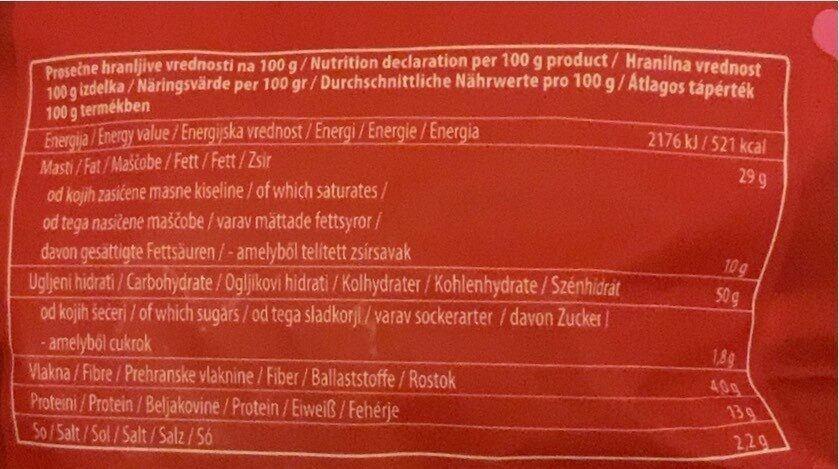 Prosečne hranljive vrednosti na 100 g / Nutrition declaration per 100 g product / Hranilna vrednost
100 g izdelka / Näringsvärde per 100 gr / Durchschnittliche Nährwerte pro 100 g / Átlagos tápérték
100 g termékben
Energija / Energy value / Energijska vrednost / Energi / Energie / Energia 2176 kJ / 521 kcal
Masti / Fat / Maščobe / Fett / Fett / Zsír 29 g
od kojih zasićene masne kiseline / of which saturates /
od tega nasičene maščobe / varav mättade fettsyror /
davon gesättigte Fettsäuren / - amelyből telített zsírsavak 10 g
Ugljeni hidrati / Carbohydrate / Ogljikovi hidrati / Kolhydrater / Kohlenhydrate / Szénhidrát 50 g
od kojih šećeri / of which sugars / od tega sladkorji / varav sockerarter / davon Zucker /
- amelyből cukrok 1,8 g
Vlakna / Fibre / Prehranske vlaknine / Fiber / Ballaststoffe / Rostok 4,0 g
Proteini / Protein / Beljakovine / Protein / Eiweiß / Fehérje 13 g
So / Salt / Sol / Salt / Salz / Só 2,2 g